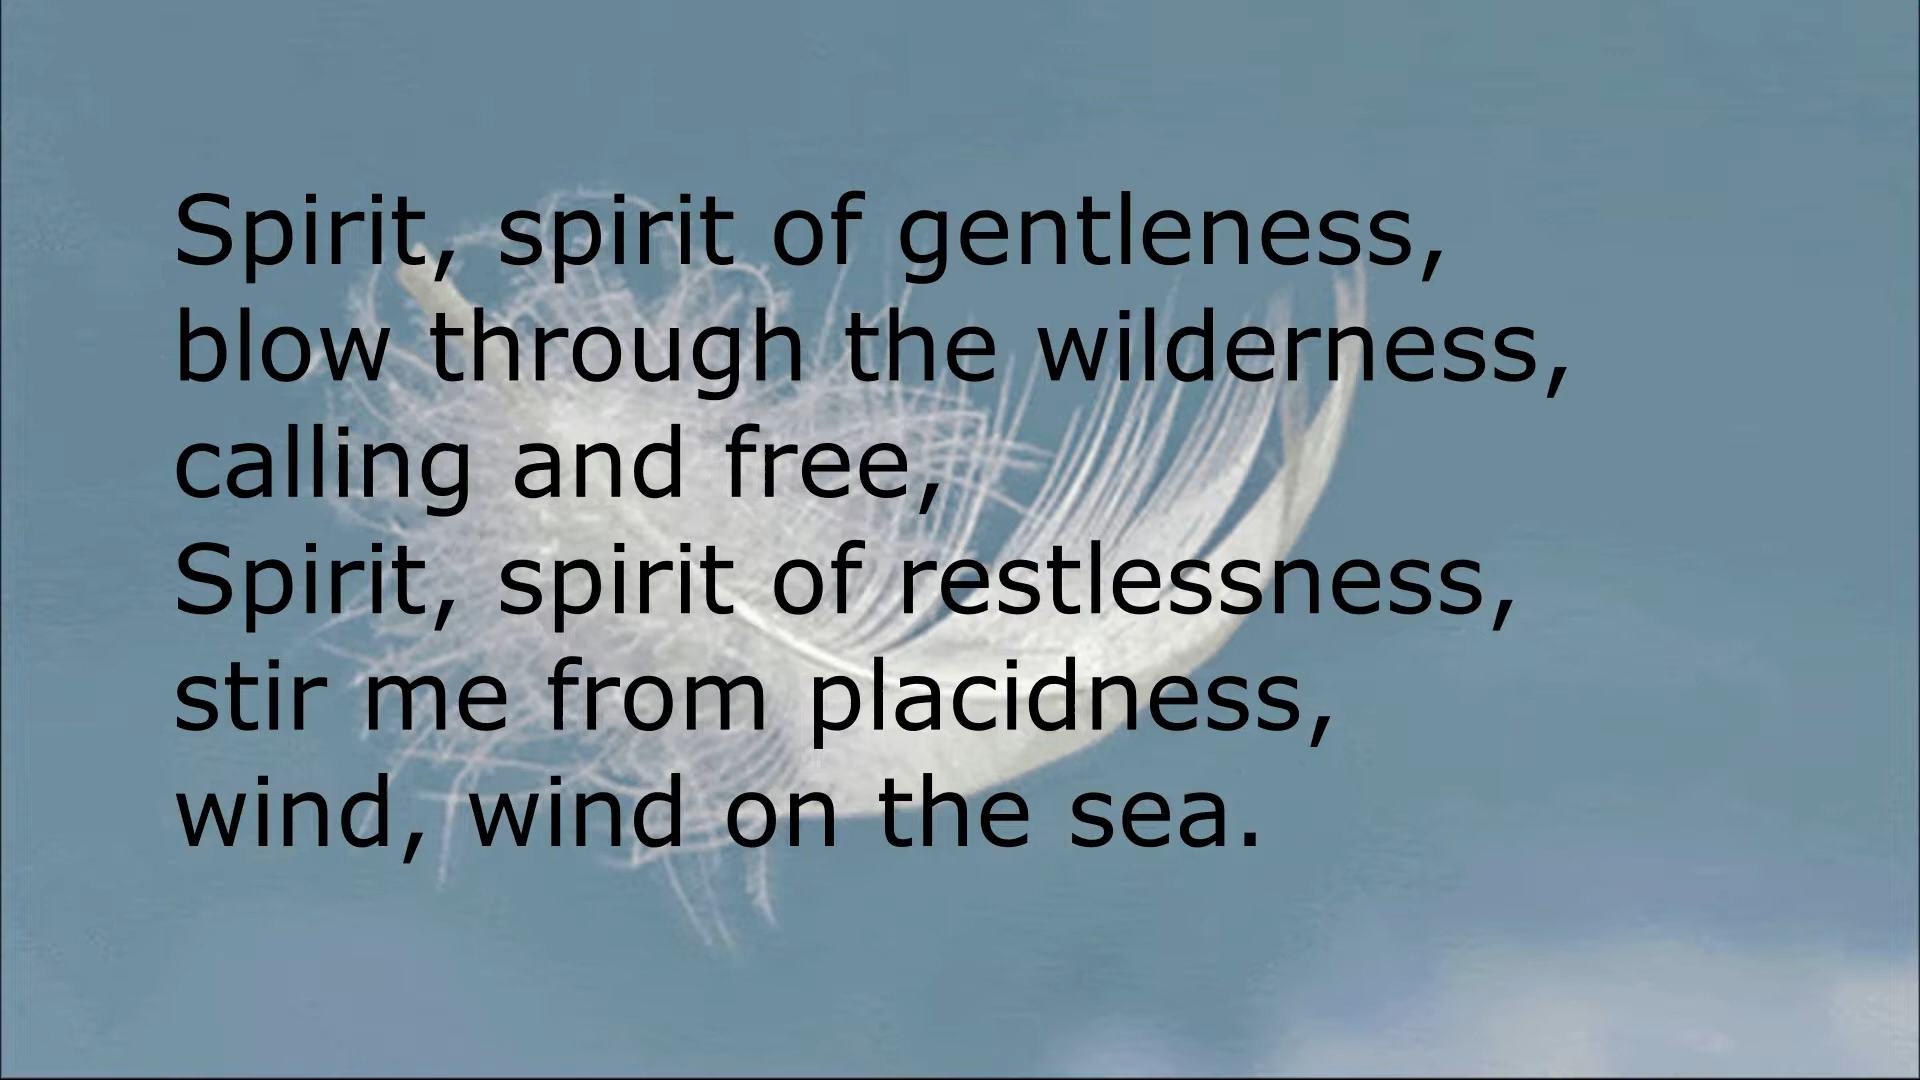 Spirit, spirit of gentleness,
blow through the wilderness,
calling and free,
Spirit, spirit of restlessness,
stir me from placidness,
wind, wind on the sea.